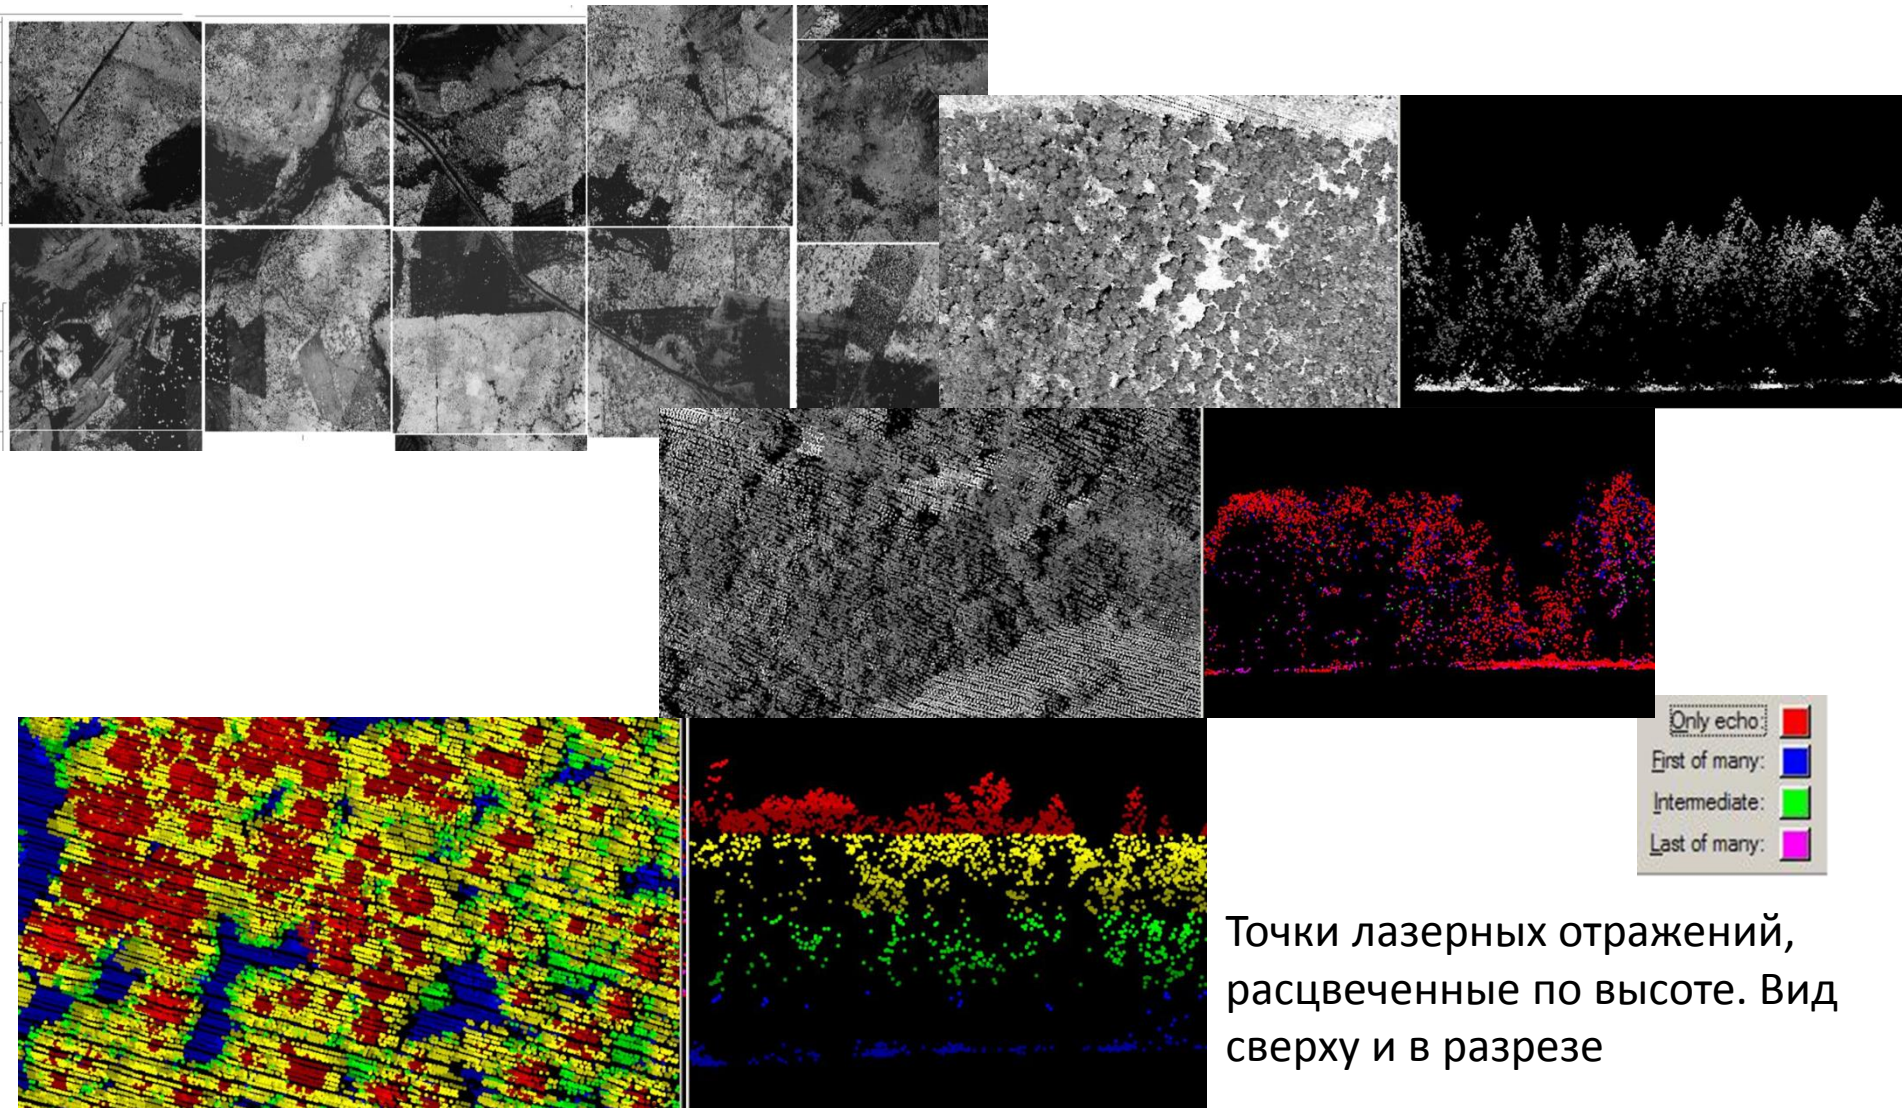 Only echo:
First of many:
Intermediate:
Last of many:
Точки лазерных отражений,
расцвеченные по высоте. Вид
сверху и в разрезе